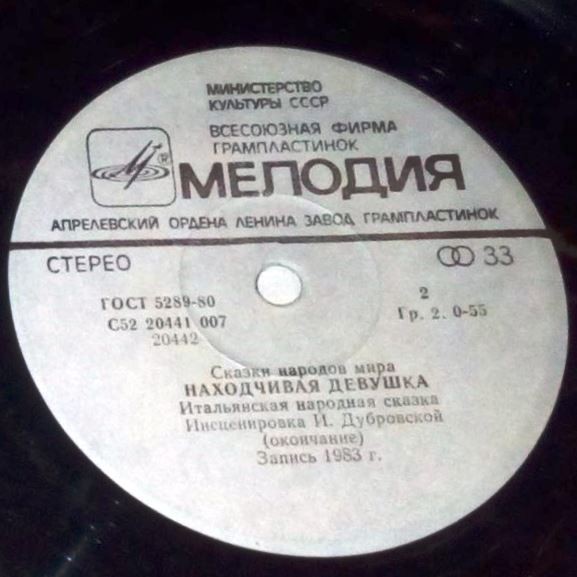 МИНИСТЕРСТВО
КУЛЬТУРЫ СССР
ВСЕСОЮЗНАЯ ФИРМА
ГРАМПЛАСТИНОК
® МЕЛОДИЯ
АПРЕЛЕВСКИЙ ОРДЕНА ЛЕНИНА ЗАВОД ГРАМПЛАСТИНОК
СТЕРЕО 33
ГОСТ 5289-80 2
С52 20441 007 Гр. 2. 0-55
20442
Сказки народов мира
НАХОДЧИВАЯ ДЕВУШКА
Итальянская народная сказка
Инсценировка И. Дубровской
(окончание)
Запись 1983 г.